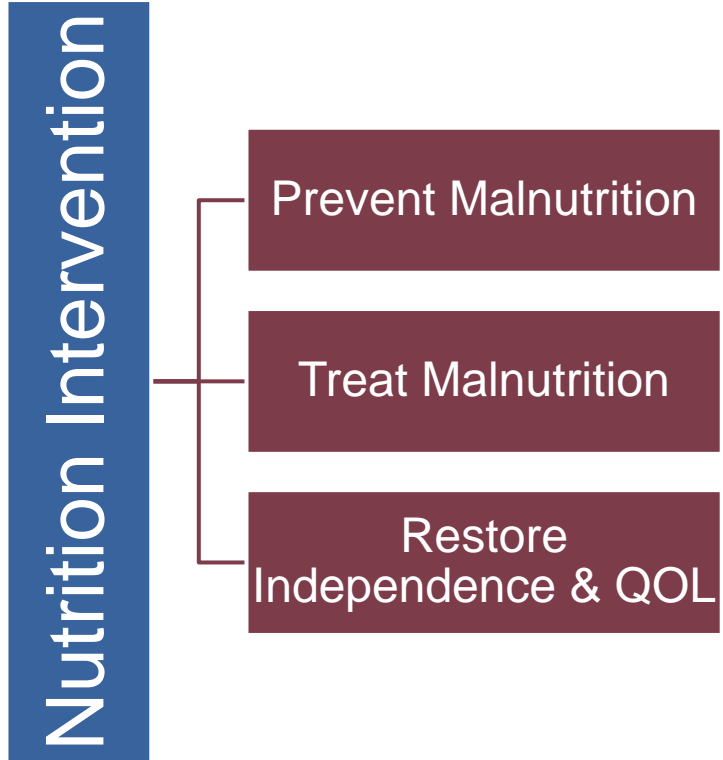 Nutrition Intervention
Prevent Malnutrition
Treat Malnutrition
Restore
Independence & QOL